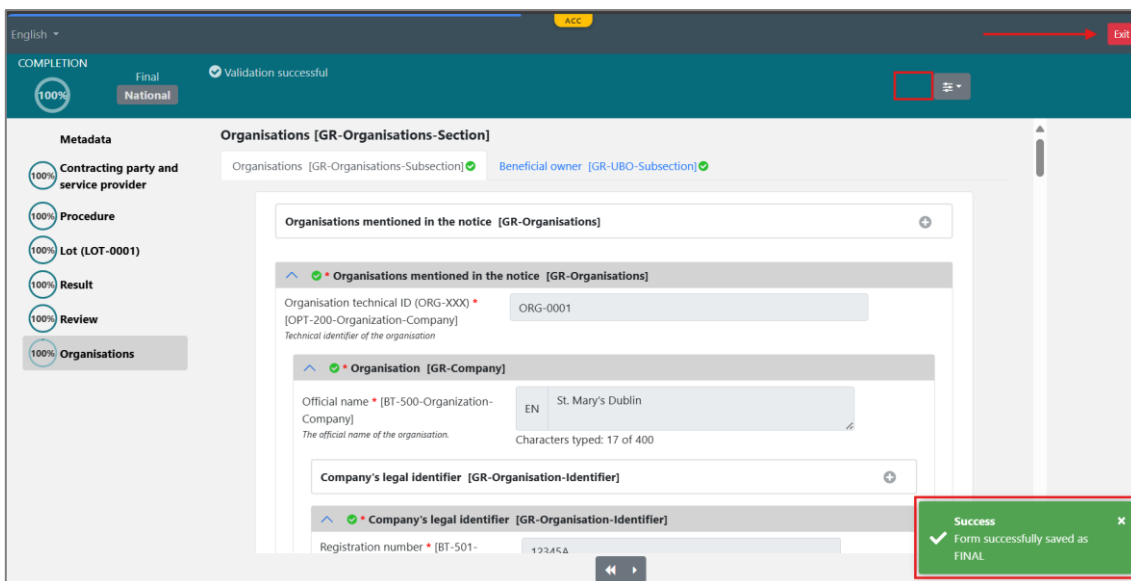 ACC
English
Exit
COMPLETION
100%
Final
National
Validation successful
Metadata
100% Contracting party and
service provider
100% Procedure
100% Lot (LOT-0001)
100% Result
100% Review
100% Organisations
Organisations [GR-Organisations-Section]
Organisations [GR-Organisations-Subsection]
Beneficial owner [GR-UBO-Subsection]
Organisations mentioned in the notice [GR-Organisations]
* Organisations mentioned in the notice [GR-Organisations]
Organisation technical ID (ORG-XXX) *
[OPT-200-Organization-Company]
Technical identifier of the organisation
ORG-0001
* Organisation [GR-Company]
Official name * [BT-500-Organization-
Company]
The official name of the organisation.
EN
St. Mary's Dublin
Characters typed: 17 of 400
Company's legal identifier [GR-Organisation-Identifier]
* Company's legal identifier [GR-Organisation-Identifier]
Registration number * [BT-501-
12345A
Success
×
Form successfully saved as
FINAL